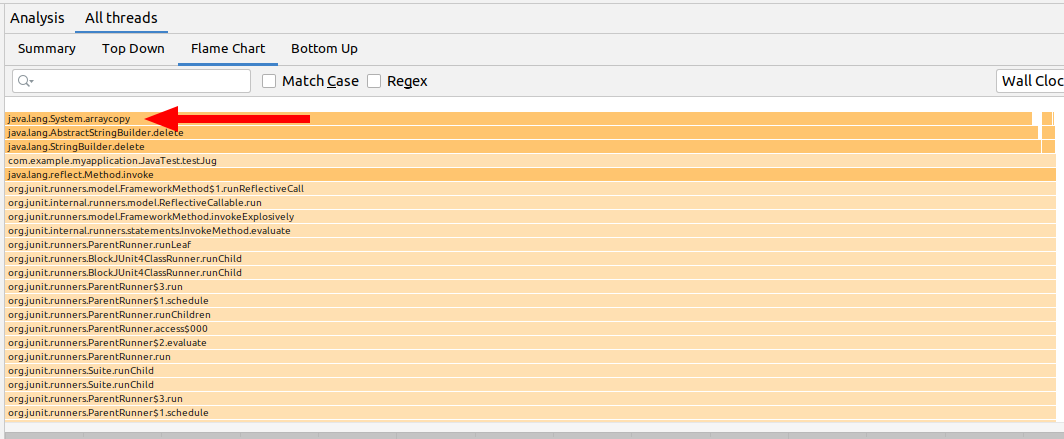 Analysis All threads
Summary Top Down Flame Chart Bottom Up
Match Case Regex Wall Cloc
java.lang.System.arraycopy
java.lang.AbstractStringBuilder.delete
java.lang.StringBuilder.delete
com.example.myapplication.JavaTest.testJug
java.lang.reflect.Method.invoke
org.junit.runners.model.FrameworkMethod$1.runReflectiveCall
org.junit.internal.runners.model.ReflectiveCallable.run
org.junit.runners.model.FrameworkMethod.invokeExplosively
org.junit.internal.runners.statements.InvokeMethod.evaluate
org.junit.runners.ParentRunner.runLeaf
org.junit.runners.BlockJUnit4ClassRunner.runChild
org.junit.runners.BlockJUnit4ClassRunner.runChild
org.junit.runners.ParentRunner$3.run
org.junit.runners.ParentRunner$1.schedule
org.junit.runners.ParentRunner.runChildren
org.junit.runners.ParentRunner.access$000
org.junit.runners.ParentRunner$2.evaluate
org.junit.runners.ParentRunner.run
org.junit.runners.Suite.runChild
org.junit.runners.Suite.runChild
org.junit.runners.ParentRunner$3.run
org.junit.runners.ParentRunner$1.schedule